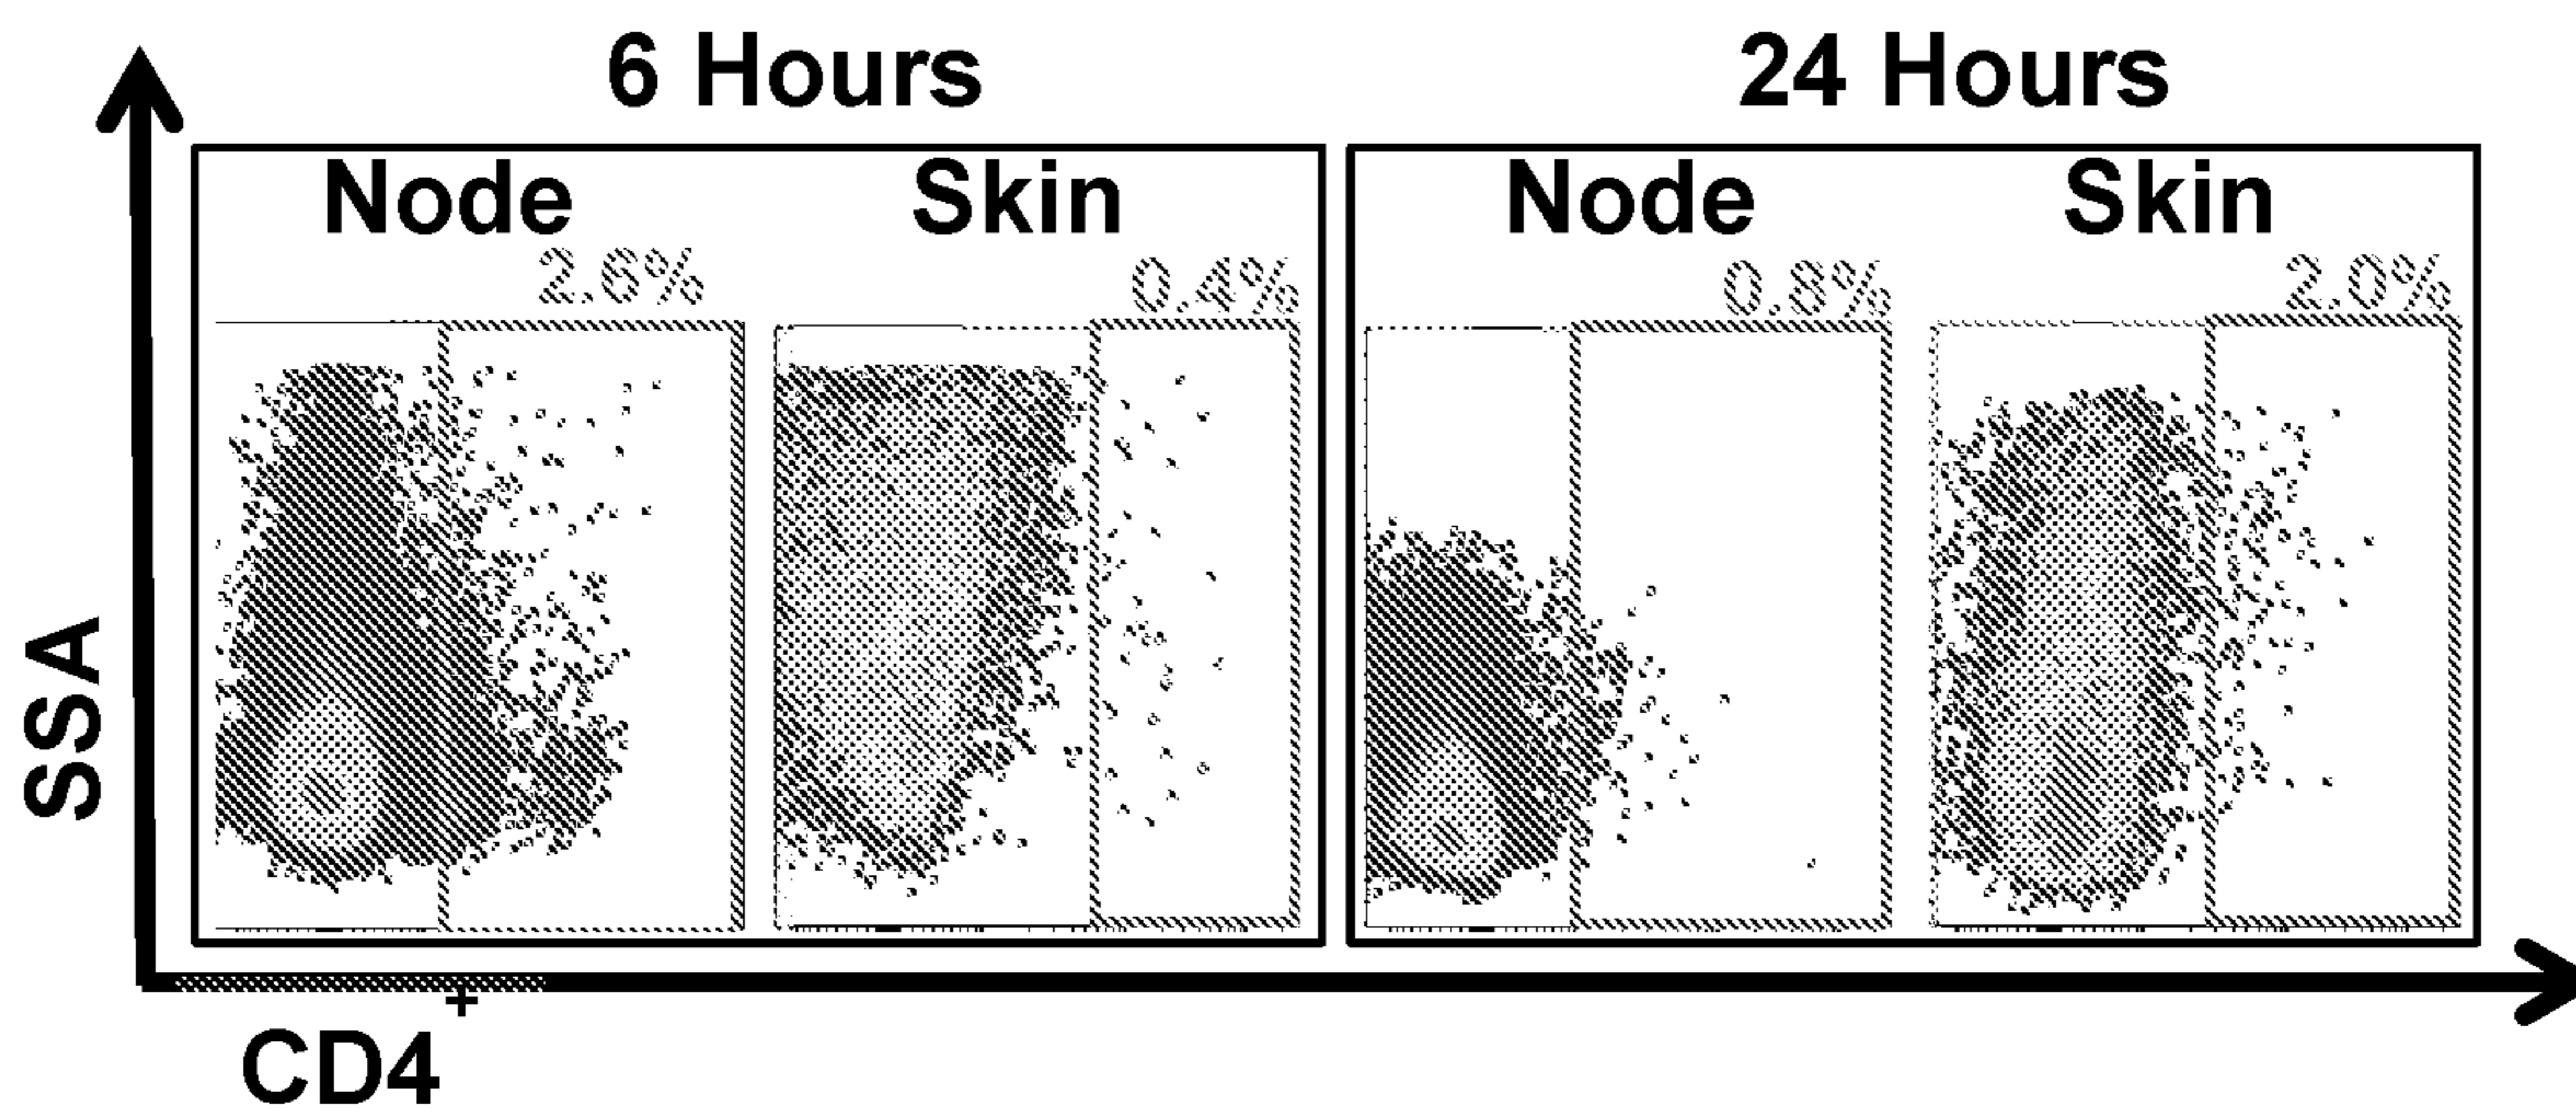 6 Hours 24 Hours
Node Skin Node Skin
2.6% 0.4% 0.8% 2.0%
SSA
CD4+